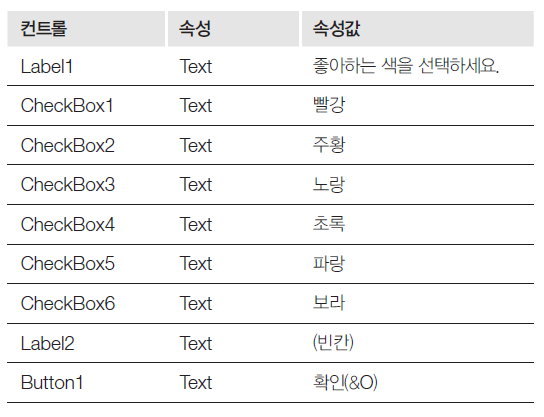 컨트롤 속성 속성값
Label1 Text 좋아하는 색을 선택하세요.
CheckBox1 Text 빨강
CheckBox2 Text 주황
CheckBox3 Text 노랑
CheckBox4 Text 초록
CheckBox5 Text 파랑
CheckBox6 Text 보라
Label2 Text (빈칸)
Button1 Text 확인(&O)